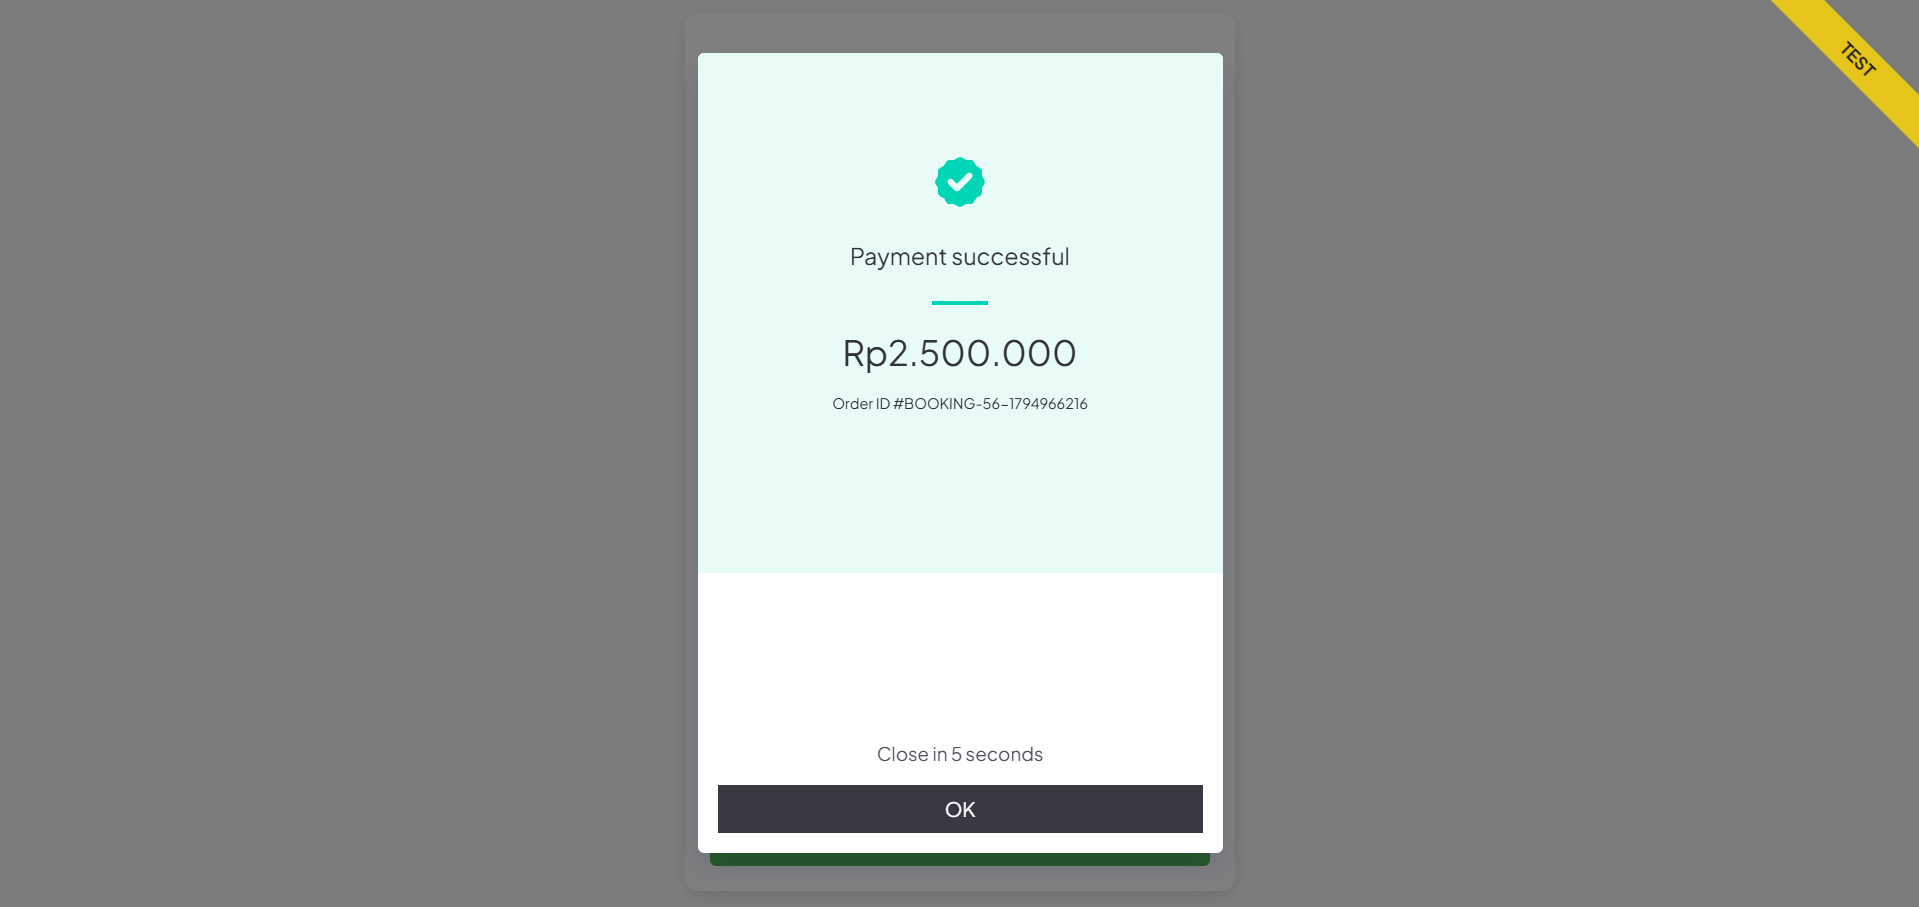 TEST
Payment successful
Rp2.500.000
Order ID #BOOKING-56-1794966216
Close in 5 seconds
OK